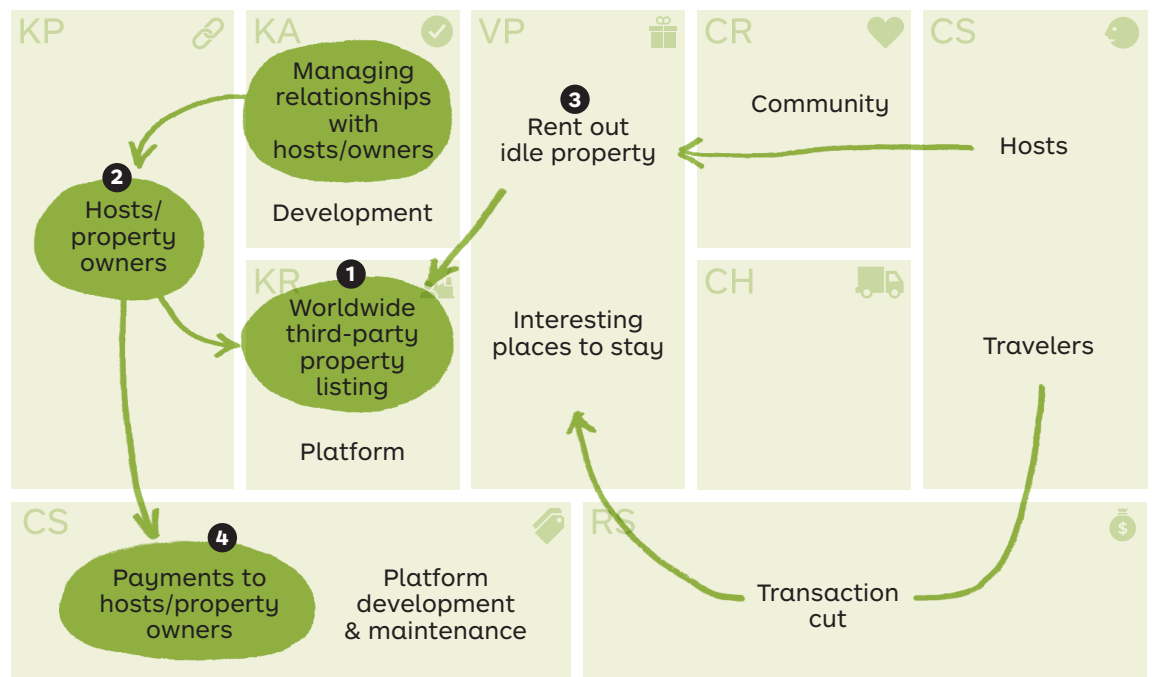 KP
2
Hosts/
property
owners
KA
Managing
relationships
with
hosts/owners
Development
KR
1
Worldwide
third-party
property
listing
Platform
VP
3
Rent out
idle property
Interesting
places to stay
CR
Community
CH
CS
Hosts
Travelers
CS
4
Payments to
hosts/property
owners
Platform
development
& maintenance
RS
$
Transaction
cut